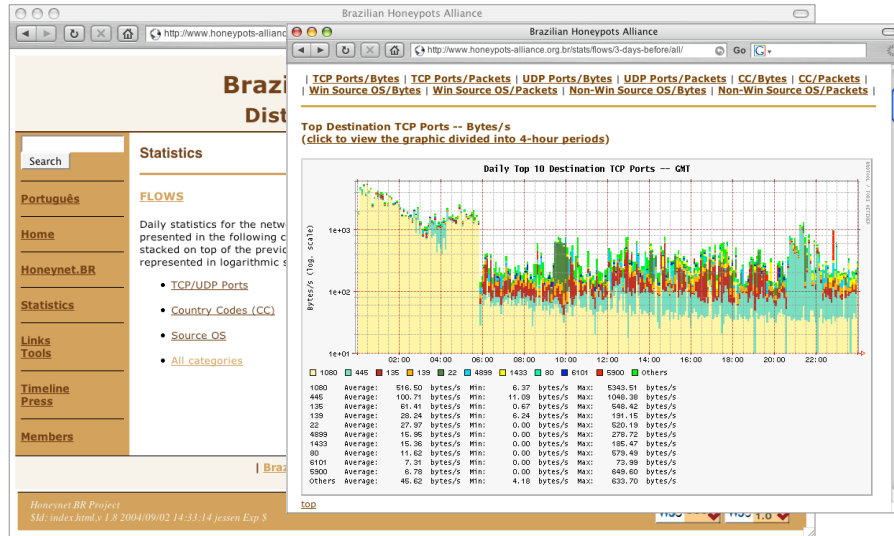 Brazilian Honeypots Alliance
http://www.honeypots-allianc
Brazi
Dist
Search
Português
Home
Honeynet.BR
Statistics
Links
Tools
Timeline
Press
Members
Statistics
FLOWS
Daily statistics for the netw
presented in the following c
stacked on top of the previo
represented in logarithmic s
• TCP/UDP Ports
• Country Codes (CC)
• Source OS
• All categories
| Braz
Honeynet BR Project
$Id: index.html,v 1.8 2004/09/02 14:33:14 jessen Exp $
Brazilian Honeypots Alliance
http://www.honeypots-alliance.org.br/stats/flows/3-days-before/all/
Go
G
| TCP Ports/Bytes | TCP Ports/Packets | UDP Ports/Bytes | UDP Ports/Packets | CC/Bytes | CC/Packets |
| Win Source OS/Bytes | Win Source OS/Packets | Non-Win Source OS/Bytes | Non-Win Source OS/Packets |
Top Destination TCP Ports -- Bytes/s
(click to view the graphic divided into 4-hour periods)
Daily Top 10 Destination TCP Ports -- GMT
RRDTOOL / TOBI OETIKER
Bytes/s (log. scale)
1e+03
1e+02
1e+01
02:00 04:00 06:00 08:00 10:00 12:00 14:00 16:00 18:00 20:00 22:00
1080 445 135 139 22 4899 1433 80 6101 5900 Others
1080 Average: 516.50 bytes/s Min: 6.37 bytes/s Max: 5343.51 bytes/s
445 Average: 100.71 bytes/s Min: 11.09 bytes/s Max: 1048.38 bytes/s
135 Average: 61.41 bytes/s Min: 0.67 bytes/s Max: 548.42 bytes/s
139 Average: 28.24 bytes/s Min: 6.24 bytes/s Max: 191.15 bytes/s
22 Average: 27.97 bytes/s Min: 0.00 bytes/s Max: 520.19 bytes/s
4899 Average: 15.95 bytes/s Min: 0.00 bytes/s Max: 278.72 bytes/s
1433 Average: 15.36 bytes/s Min: 0.00 bytes/s Max: 185.47 bytes/s
80 Average: 11.62 bytes/s Min: 0.00 bytes/s Max: 579.49 bytes/s
6101 Average: 7.31 bytes/s Min: 0.00 bytes/s Max: 73.99 bytes/s
5900 Average: 6.78 bytes/s Min: 0.00 bytes/s Max: 649.60 bytes/s
Others Average: 45.62 bytes/s Min: 4.18 bytes/s Max: 633.70 bytes/s
top
1.0